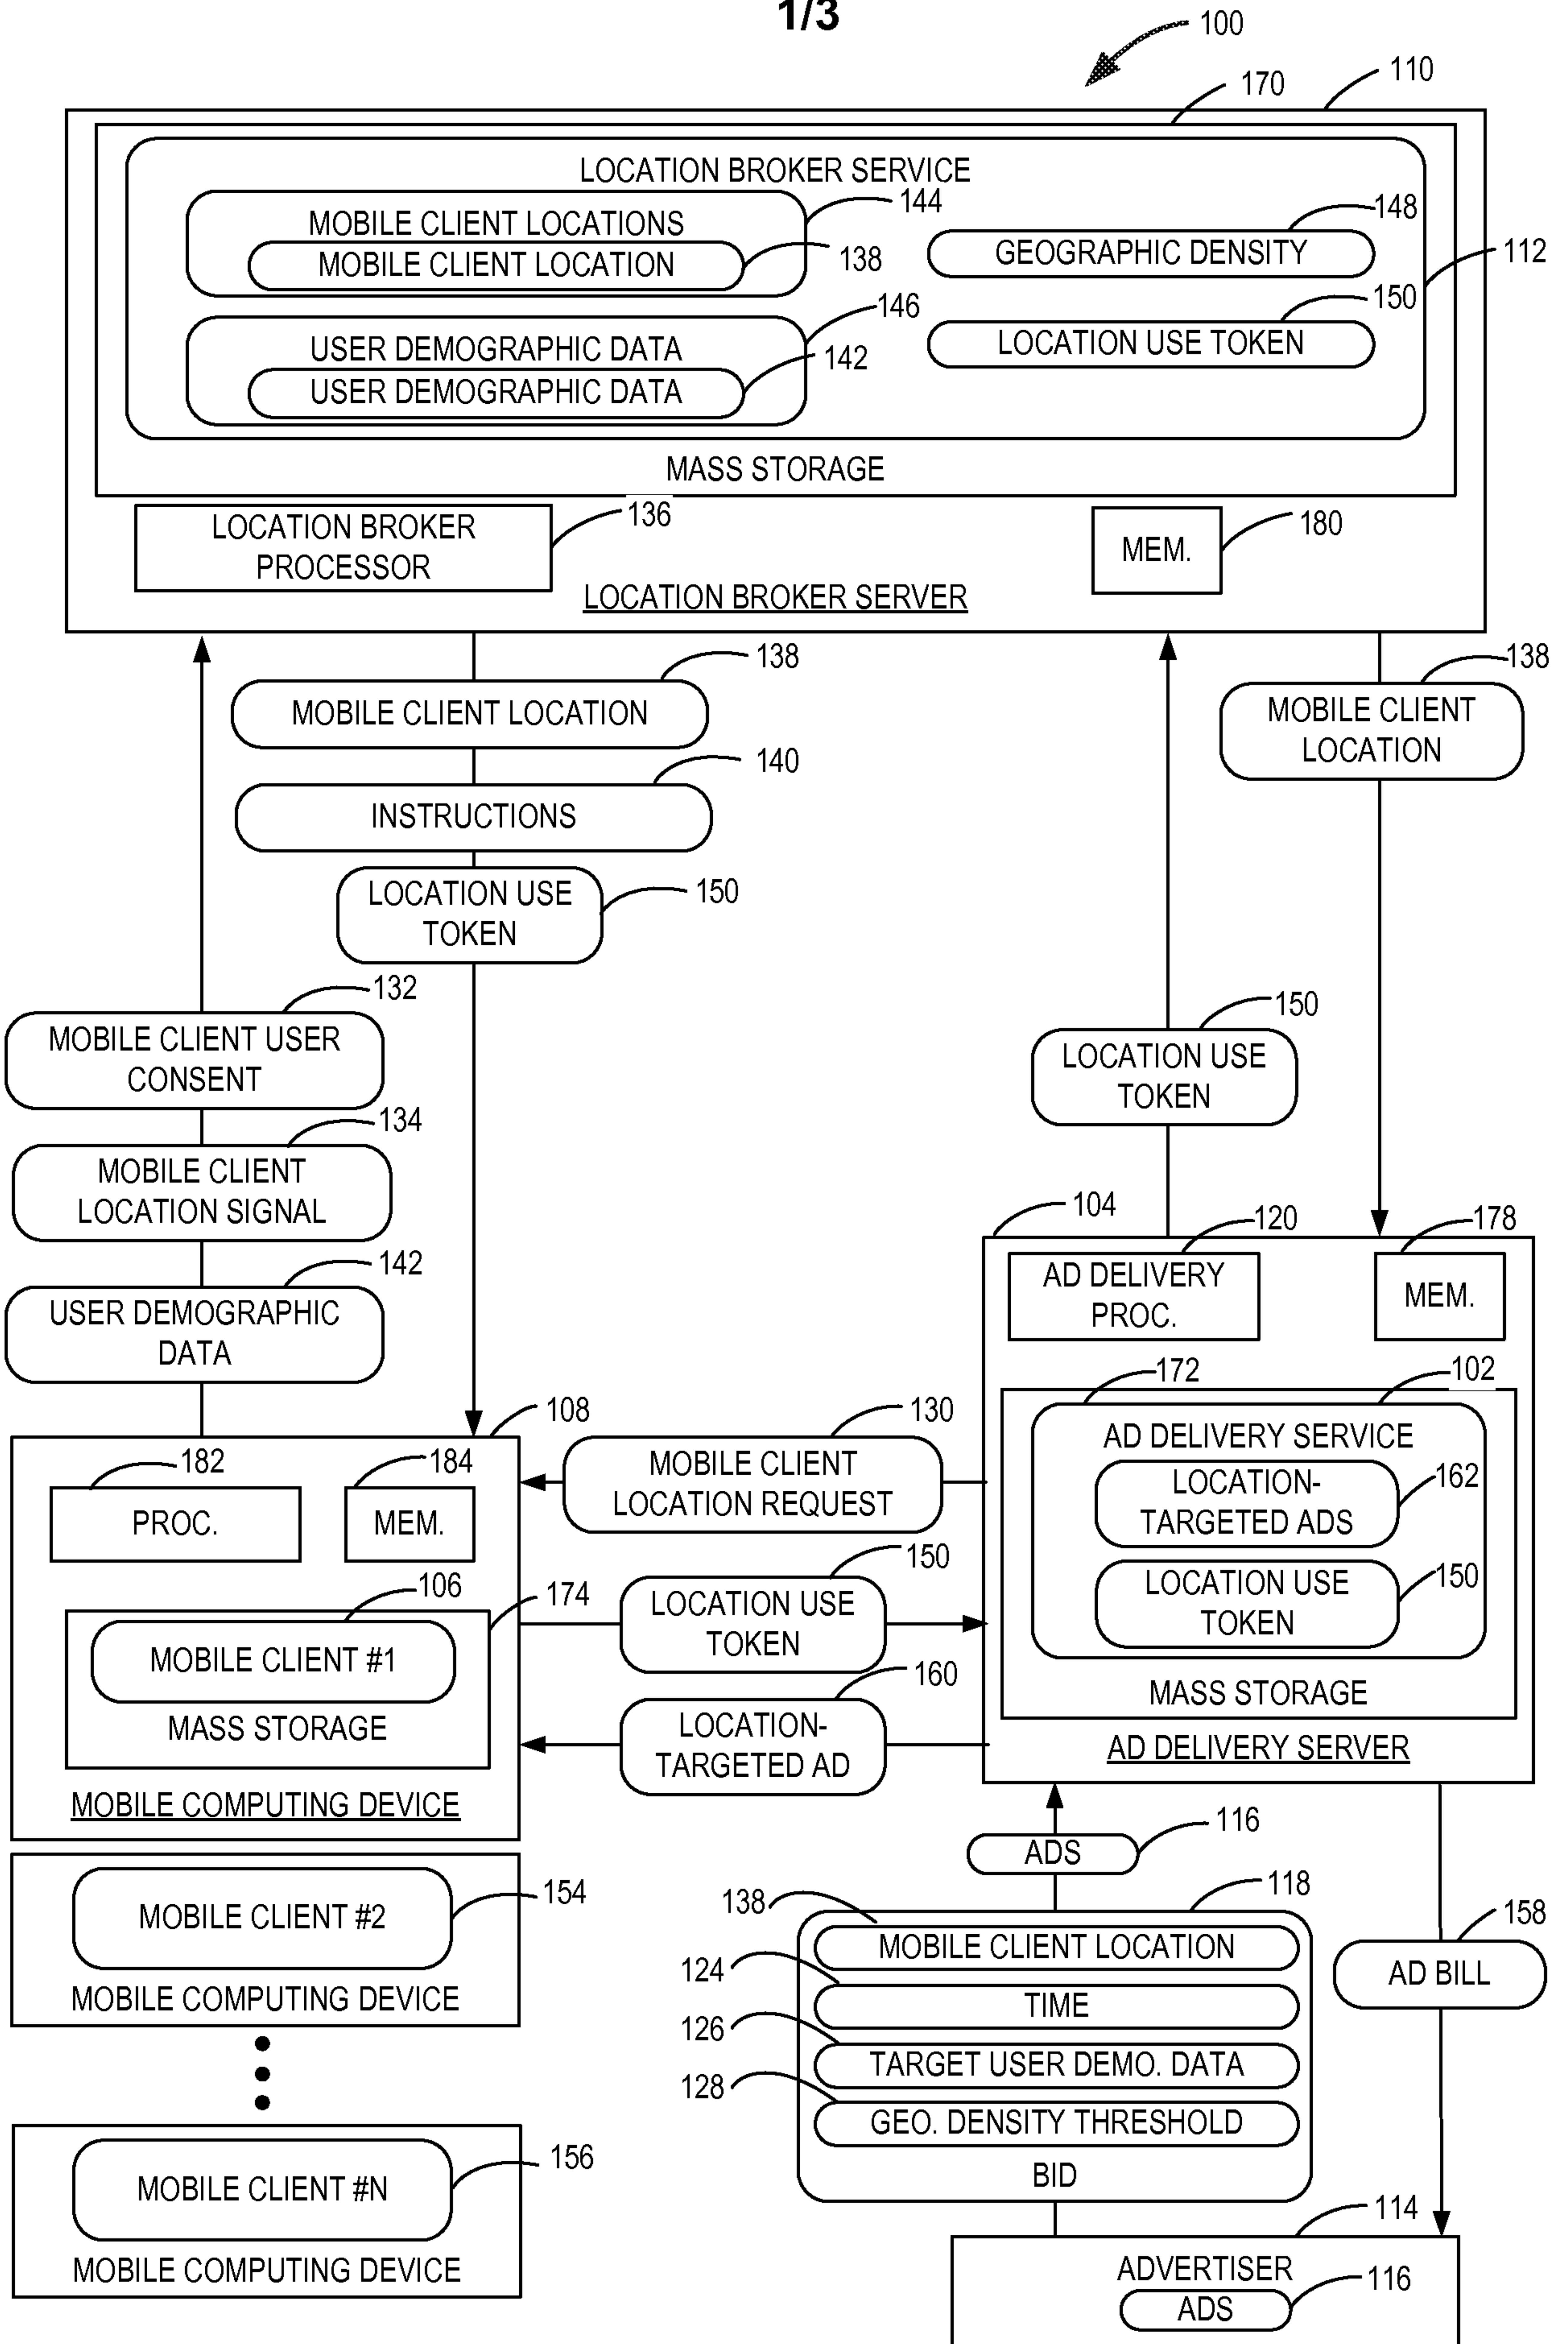 1/3
100
110
170
LOCATION BROKER SERVICE
144
MOBILE CLIENT LOCATIONS
148
MOBILE CLIENT LOCATION
138
GEOGRAPHIC DENSITY
112
146
150
USER DEMOGRAPHIC DATA
142
LOCATION USE TOKEN
USER DEMOGRAPHIC DATA
MASS STORAGE
136
LOCATION BROKER
PROCESSOR
180
MEM.
LOCATION BROKER SERVER
138
MOBILE CLIENT LOCATION
138
MOBILE CLIENT
LOCATION
140
INSTRUCTIONS
150
LOCATION USE
TOKEN
132
MOBILE CLIENT USER
CONSENT
150
LOCATION USE
TOKEN
134
MOBILE CLIENT
LOCATION SIGNAL
142
USER DEMOGRAPHIC
DATA
104
120
178
AD DELIVERY
PROC.
MEM.
172
102
AD DELIVERY SERVICE
LOCATION-
TARGETED ADS
162
LOCATION USE
TOKEN
150
MASS STORAGE
AD DELIVERY SERVER
108
182
184
PROC.
MEM.
106
174
MOBILE CLIENT #1
MASS STORAGE
MOBILE COMPUTING DEVICE
130
MOBILE CLIENT
LOCATION REQUEST
150
LOCATION USE
TOKEN
160
LOCATION-
TARGETED AD
154
MOBILE CLIENT #2
MOBILE COMPUTING DEVICE
156
MOBILE CLIENT #N
MOBILE COMPUTING DEVICE
116
ADS
118
138
MOBILE CLIENT LOCATION
124
TIME
126
TARGET USER DEMO. DATA
128
GEO. DENSITY THRESHOLD
BID
158
AD BILL
114
ADVERTISER
116
ADS